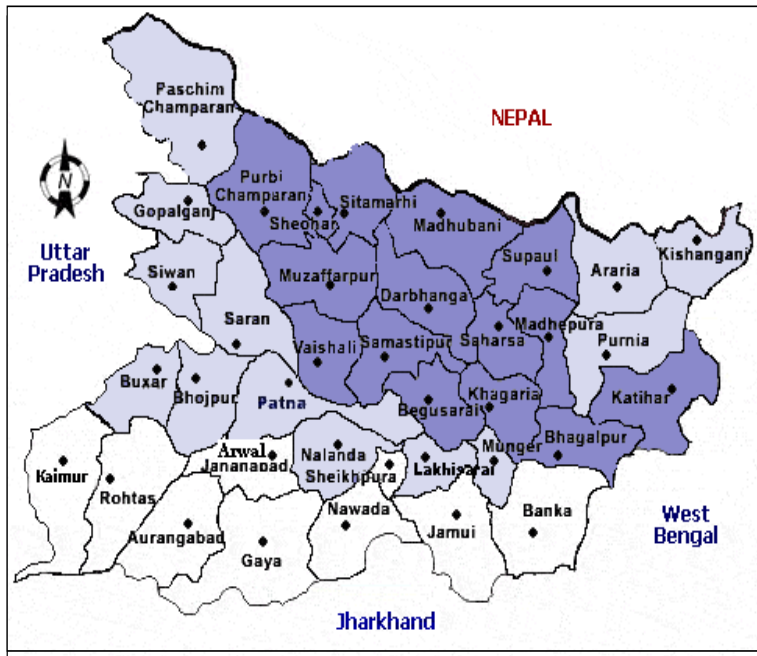 Paschim
Champaran
NEPAL
N
Purbi
Champaran
Gopalganj
Sheohar
Sitamarhi
Madhubani
Uttar
Pradesh
Siwan
Supaul
Araria
Kishanganj
Muzaffarpur
Darbhanga
Saran
Madhepura
Vaishali
Samastipur
Saharsa
Purnia
Buxar
Bhojpur
Patna
Begusarai
Khagaria
Katihar
Arwal
Jananabad
Nalanda
Sheikhpura
Lakhisarai
Munger
Bhagalpur
Kaimur
Rohtas
Nawada
Banka
West
Bengal
Aurangabad
Gaya
Jamui
Jharkhand